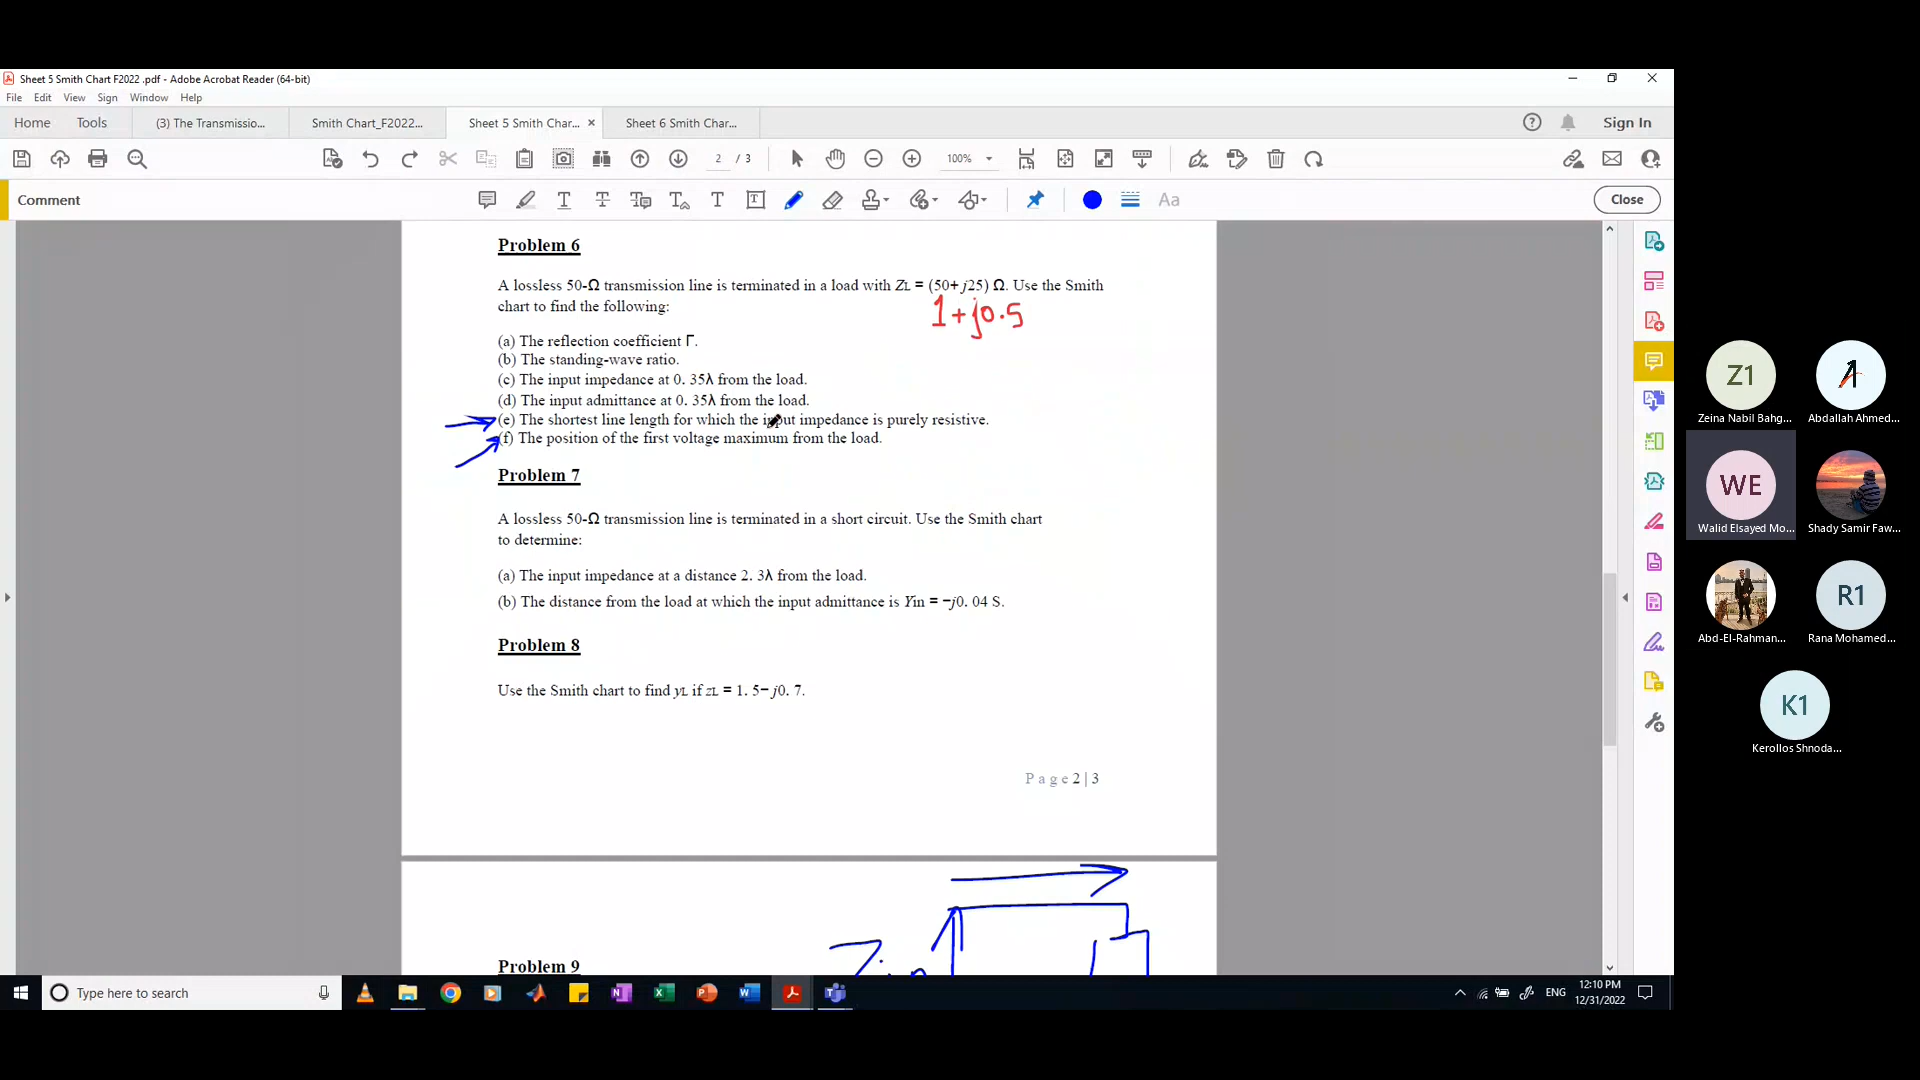 Sheet 5 Smith Chart F2022 .pdf - Adobe Acrobat Reader (64-bit)
File Edit View Sign Window Help
Home Tools (3) The Transmissio... Smith Chart_F2022... Sheet 5 Smith Char... × Sheet 6 Smith Char... Sign In
2 / 3 100%
Comment Aa Close
Problem 6
A lossless 50-Ω transmission line is terminated in a load with ZL = (50+ j25) Ω. Use the Smith
chart to find the following:
1+j0.5
(a) The reflection coefficient Γ.
(b) The standing-wave ratio.
(c) The input impedance at 0. 35λ from the load.
(d) The input admittance at 0. 35λ from the load.
(e) The shortest line length for which the input impedance is purely resistive.
(f) The position of the first voltage maximum from the load.
Problem 7
A lossless 50-Ω transmission line is terminated in a short circuit. Use the Smith chart
to determine:
(a) The input impedance at a distance 2. 3λ from the load.
(b) The distance from the load at which the input admittance is Yin = −j0. 04 S.
Problem 8
Use the Smith chart to find yL if zL = 1. 5− j0. 7.
Page 2 | 3
Zin
Problem 9
Z1
Zeina Nabil Bahg...
Abdallah Ahmed...
WE
Walid Elsayed Mo...
Shady Samir Faw...
Abd-El-Rahman...
R1
Rana Mohamed...
K1
Kerollos Shnoda...
Type here to search
ENG
12:10 PM
12/31/2022